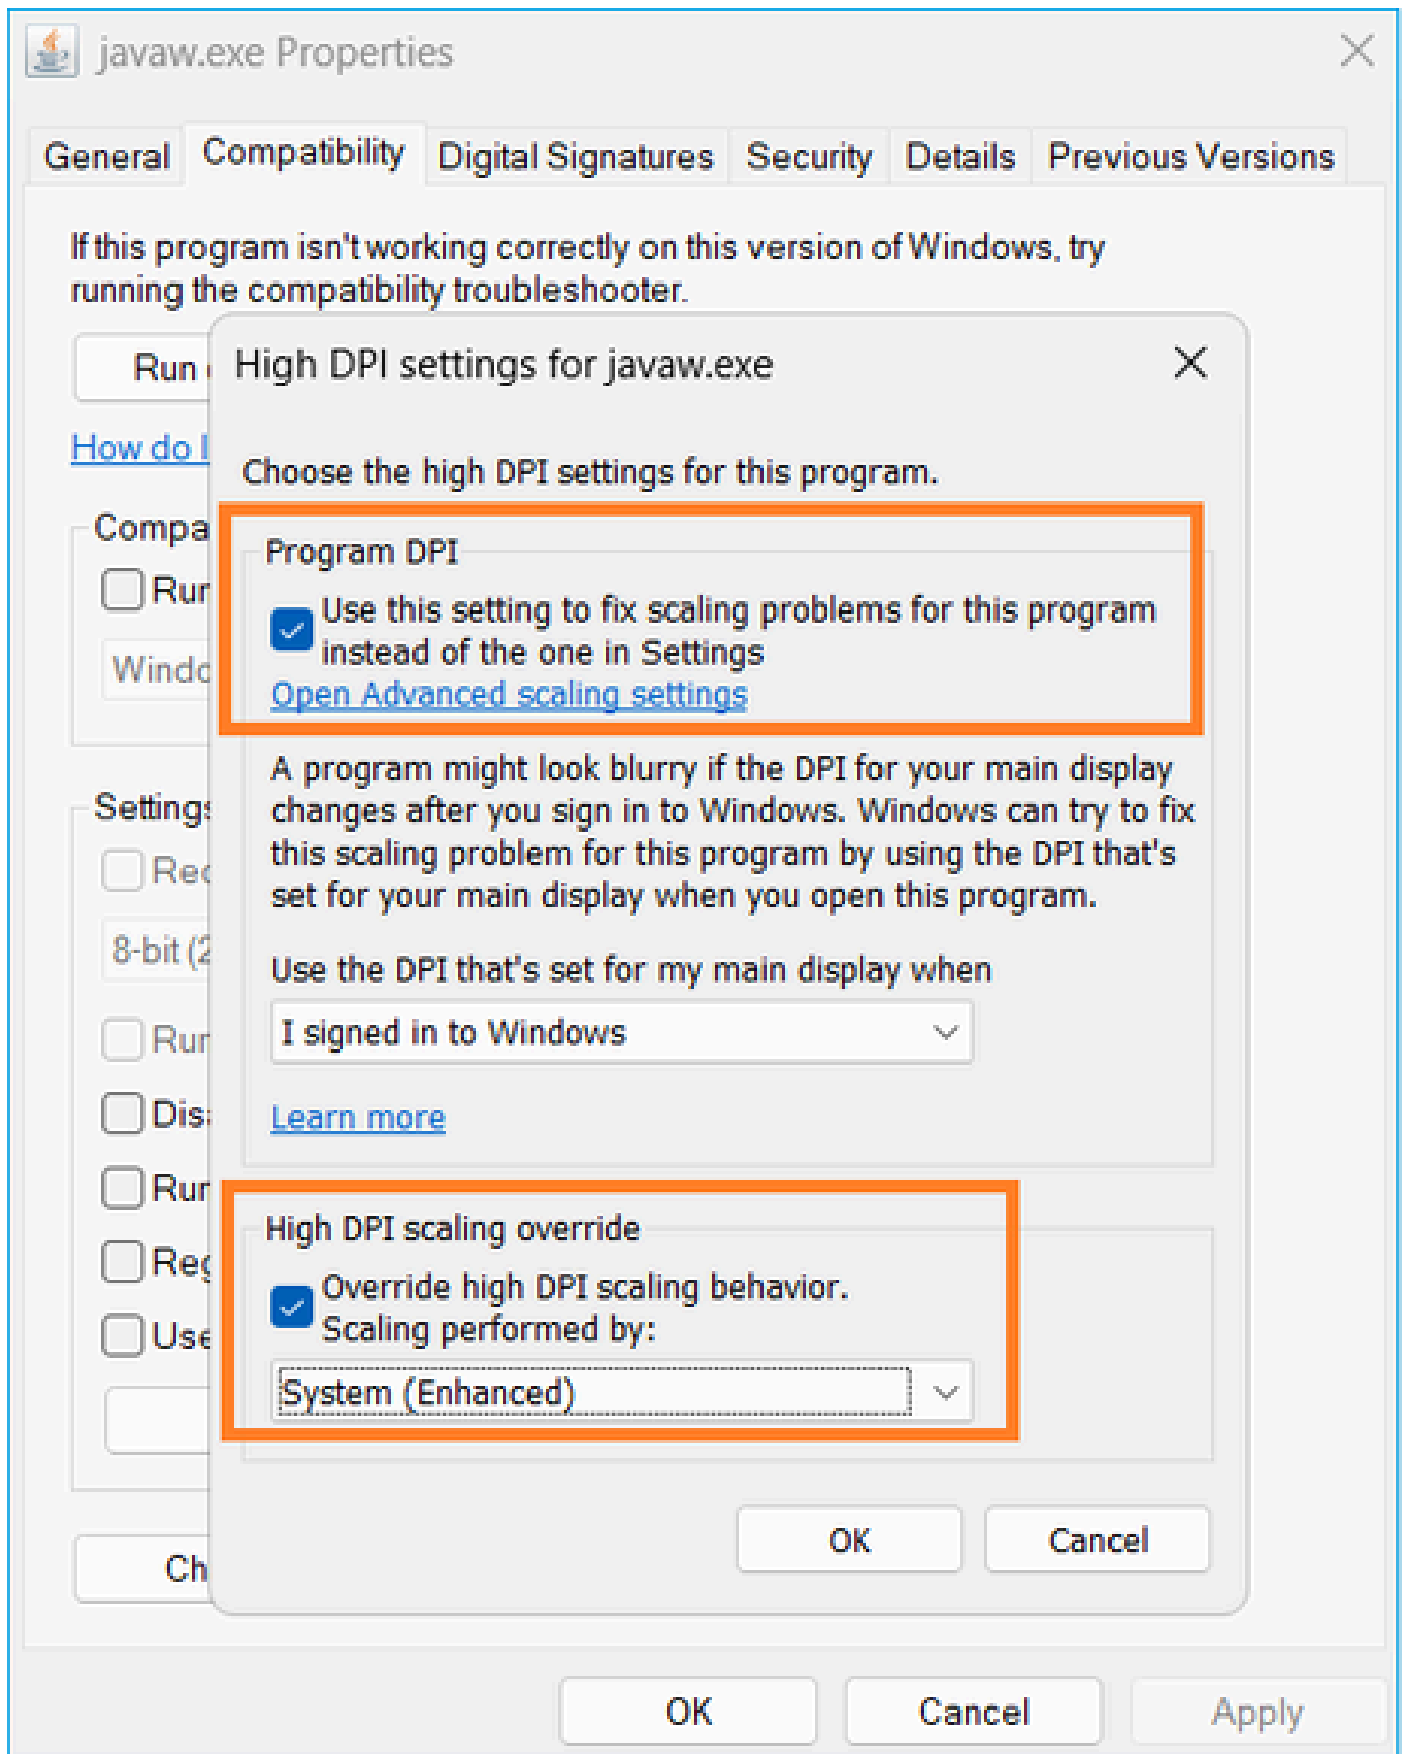 javaw.exe Properties
General Compatibility Digital Signatures Security Details Previous Versions
If this program isn't working correctly on this version of Windows, try
running the compatibility troubleshooter.
Run
How do I
Settings
8-bit
High DPI settings for javaw.exe
Choose the high DPI settings for this program.
Program DPI
Use this setting to fix scaling problems for this program
instead of the one in Settings
Open Advanced scaling settings
A program might look blurry if the DPI for your main display
changes after you sign in to Windows. Windows can try to fix
this scaling problem for this program by using the DPI that's
set for your main display when you open this program.
Use the DPI that's set for my main display when
I signed in to Windows
Learn more
High DPI scaling override
Override high DPI scaling behavior.
Scaling performed by:
System (Enhanced)
OK Cancel
OK Cancel Apply